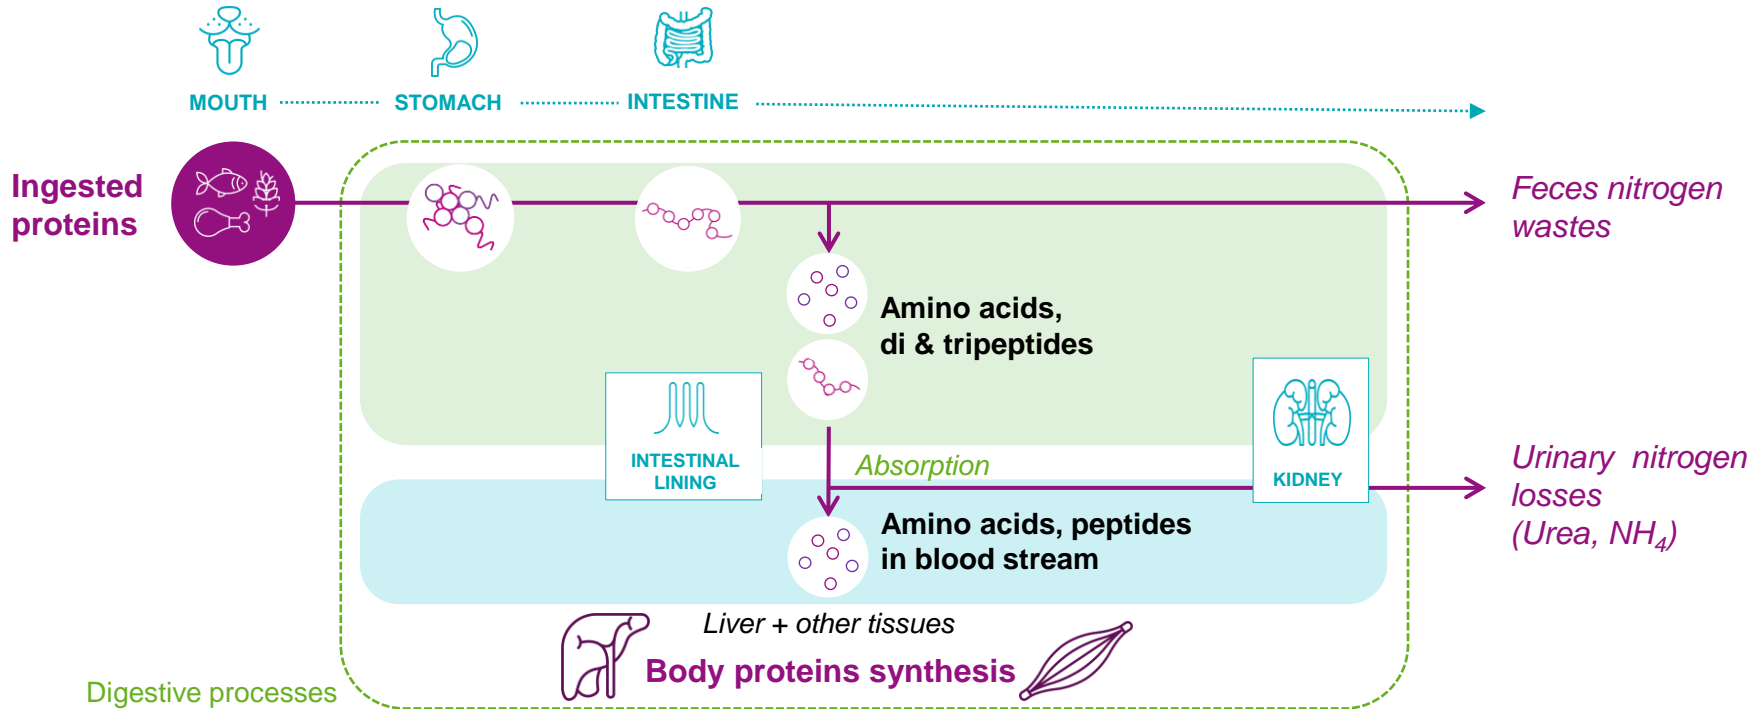 MOUTH
STOMACH
INTESTINE
Ingested
proteins
Feces nitrogen
wastes
Amino acids,
di & tripeptides
INTESTINAL
LINING
Absorption
KIDNEY
Urinary nitrogen
losses
(Urea, NH₄)
Amino acids, peptides
in blood stream
Liver + other tissues
Body proteins synthesis
Digestive processes